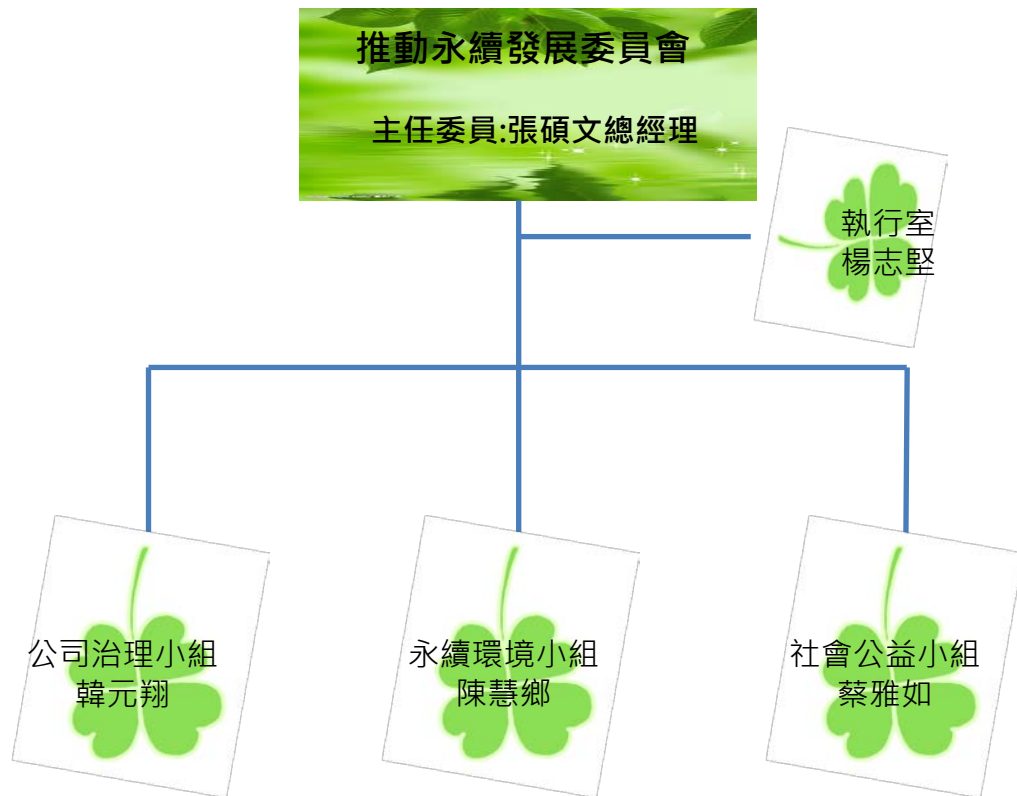 推動永續發展委員會
主任委員:張碩文總經理
執行室
楊志堅
公司治理小組
韓元翔
永續環境小組
陳慧鄉
社會公益小組
蔡雅如